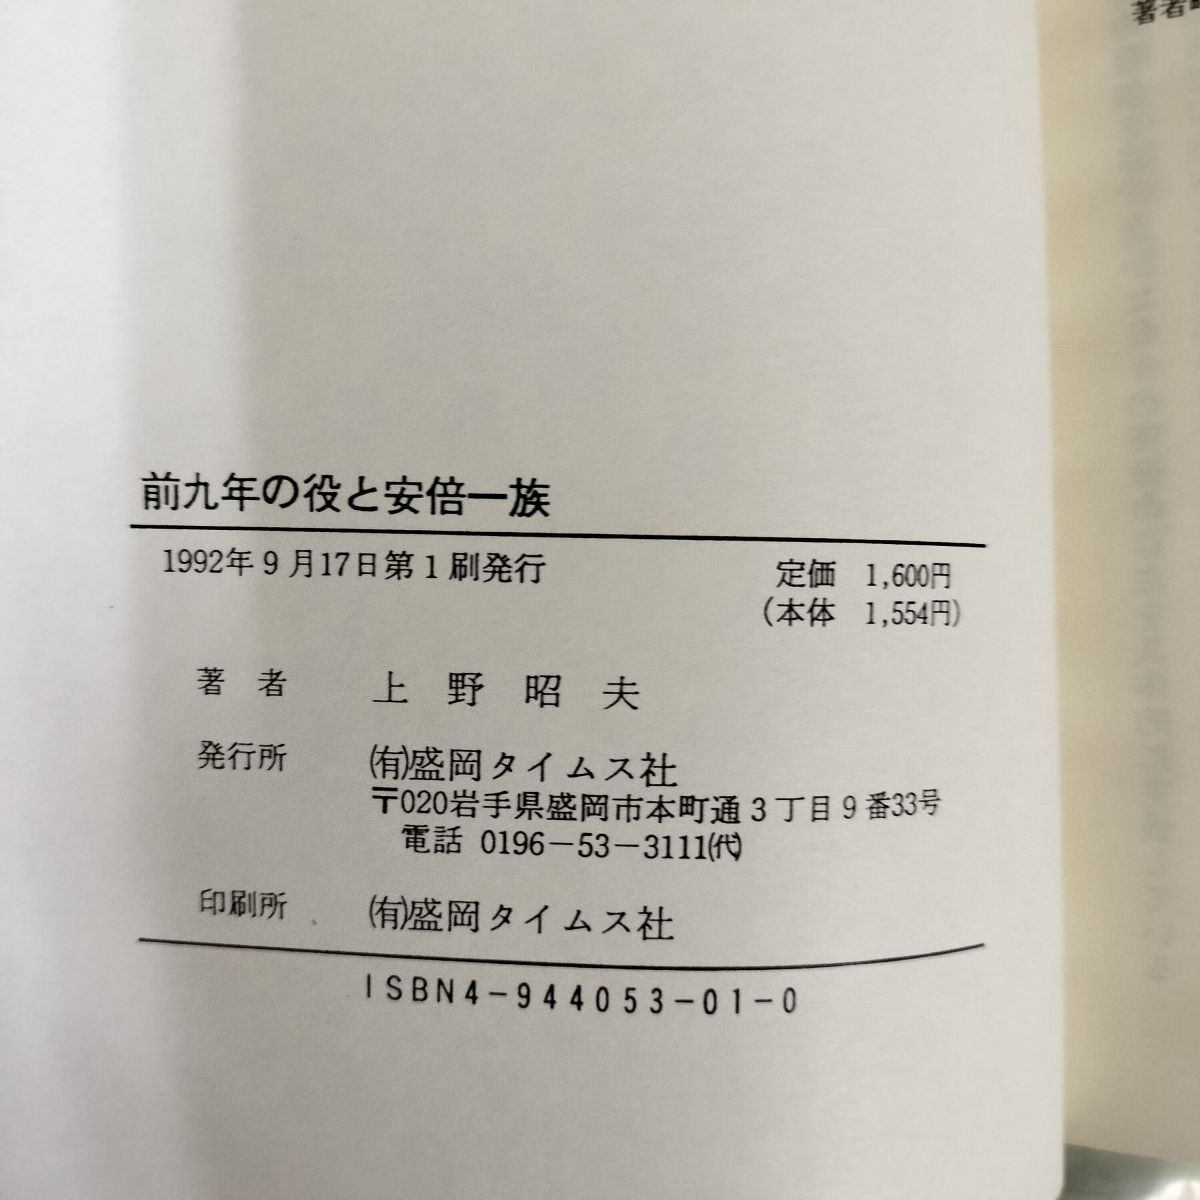 前九年の役と安倍一族
1992年9月17日第1刷発行
定価 1,600円
(本体 1,554円)
著者 上野昭夫
発行所 ㈲盛岡タイムス社
〒020岩手県盛岡市本町通3丁目9番33号
電話 0196-53-3111㈹
印刷所 ㈲盛岡タイムス社
ISBN4-944053-01-0
著者